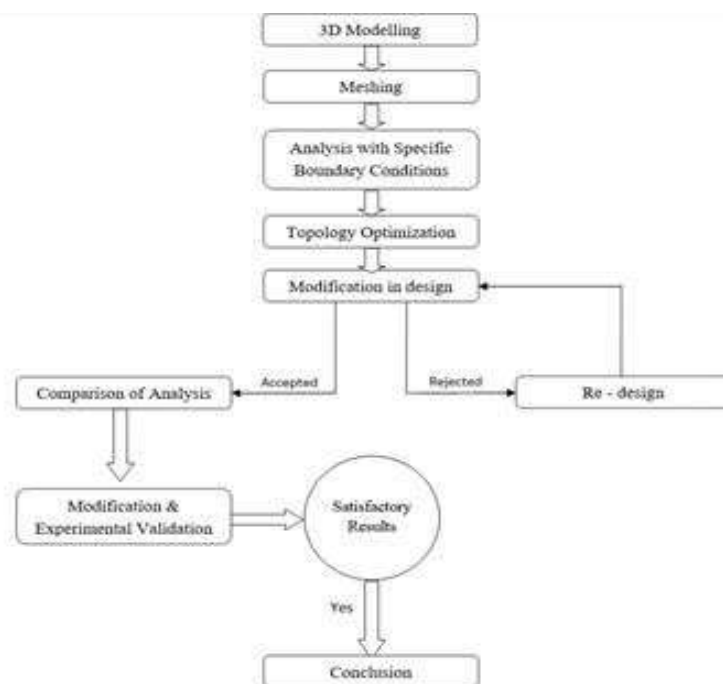 3D Modelling
Meshing
Analysis with Specific
Boundary Conditions
Topology Optimization
Modification in design
Accepted
Rejected
Comparison of Analysis
Re - design
Modification &
Experimental Validation
Satisfactory
Results
Yes
Conclusion